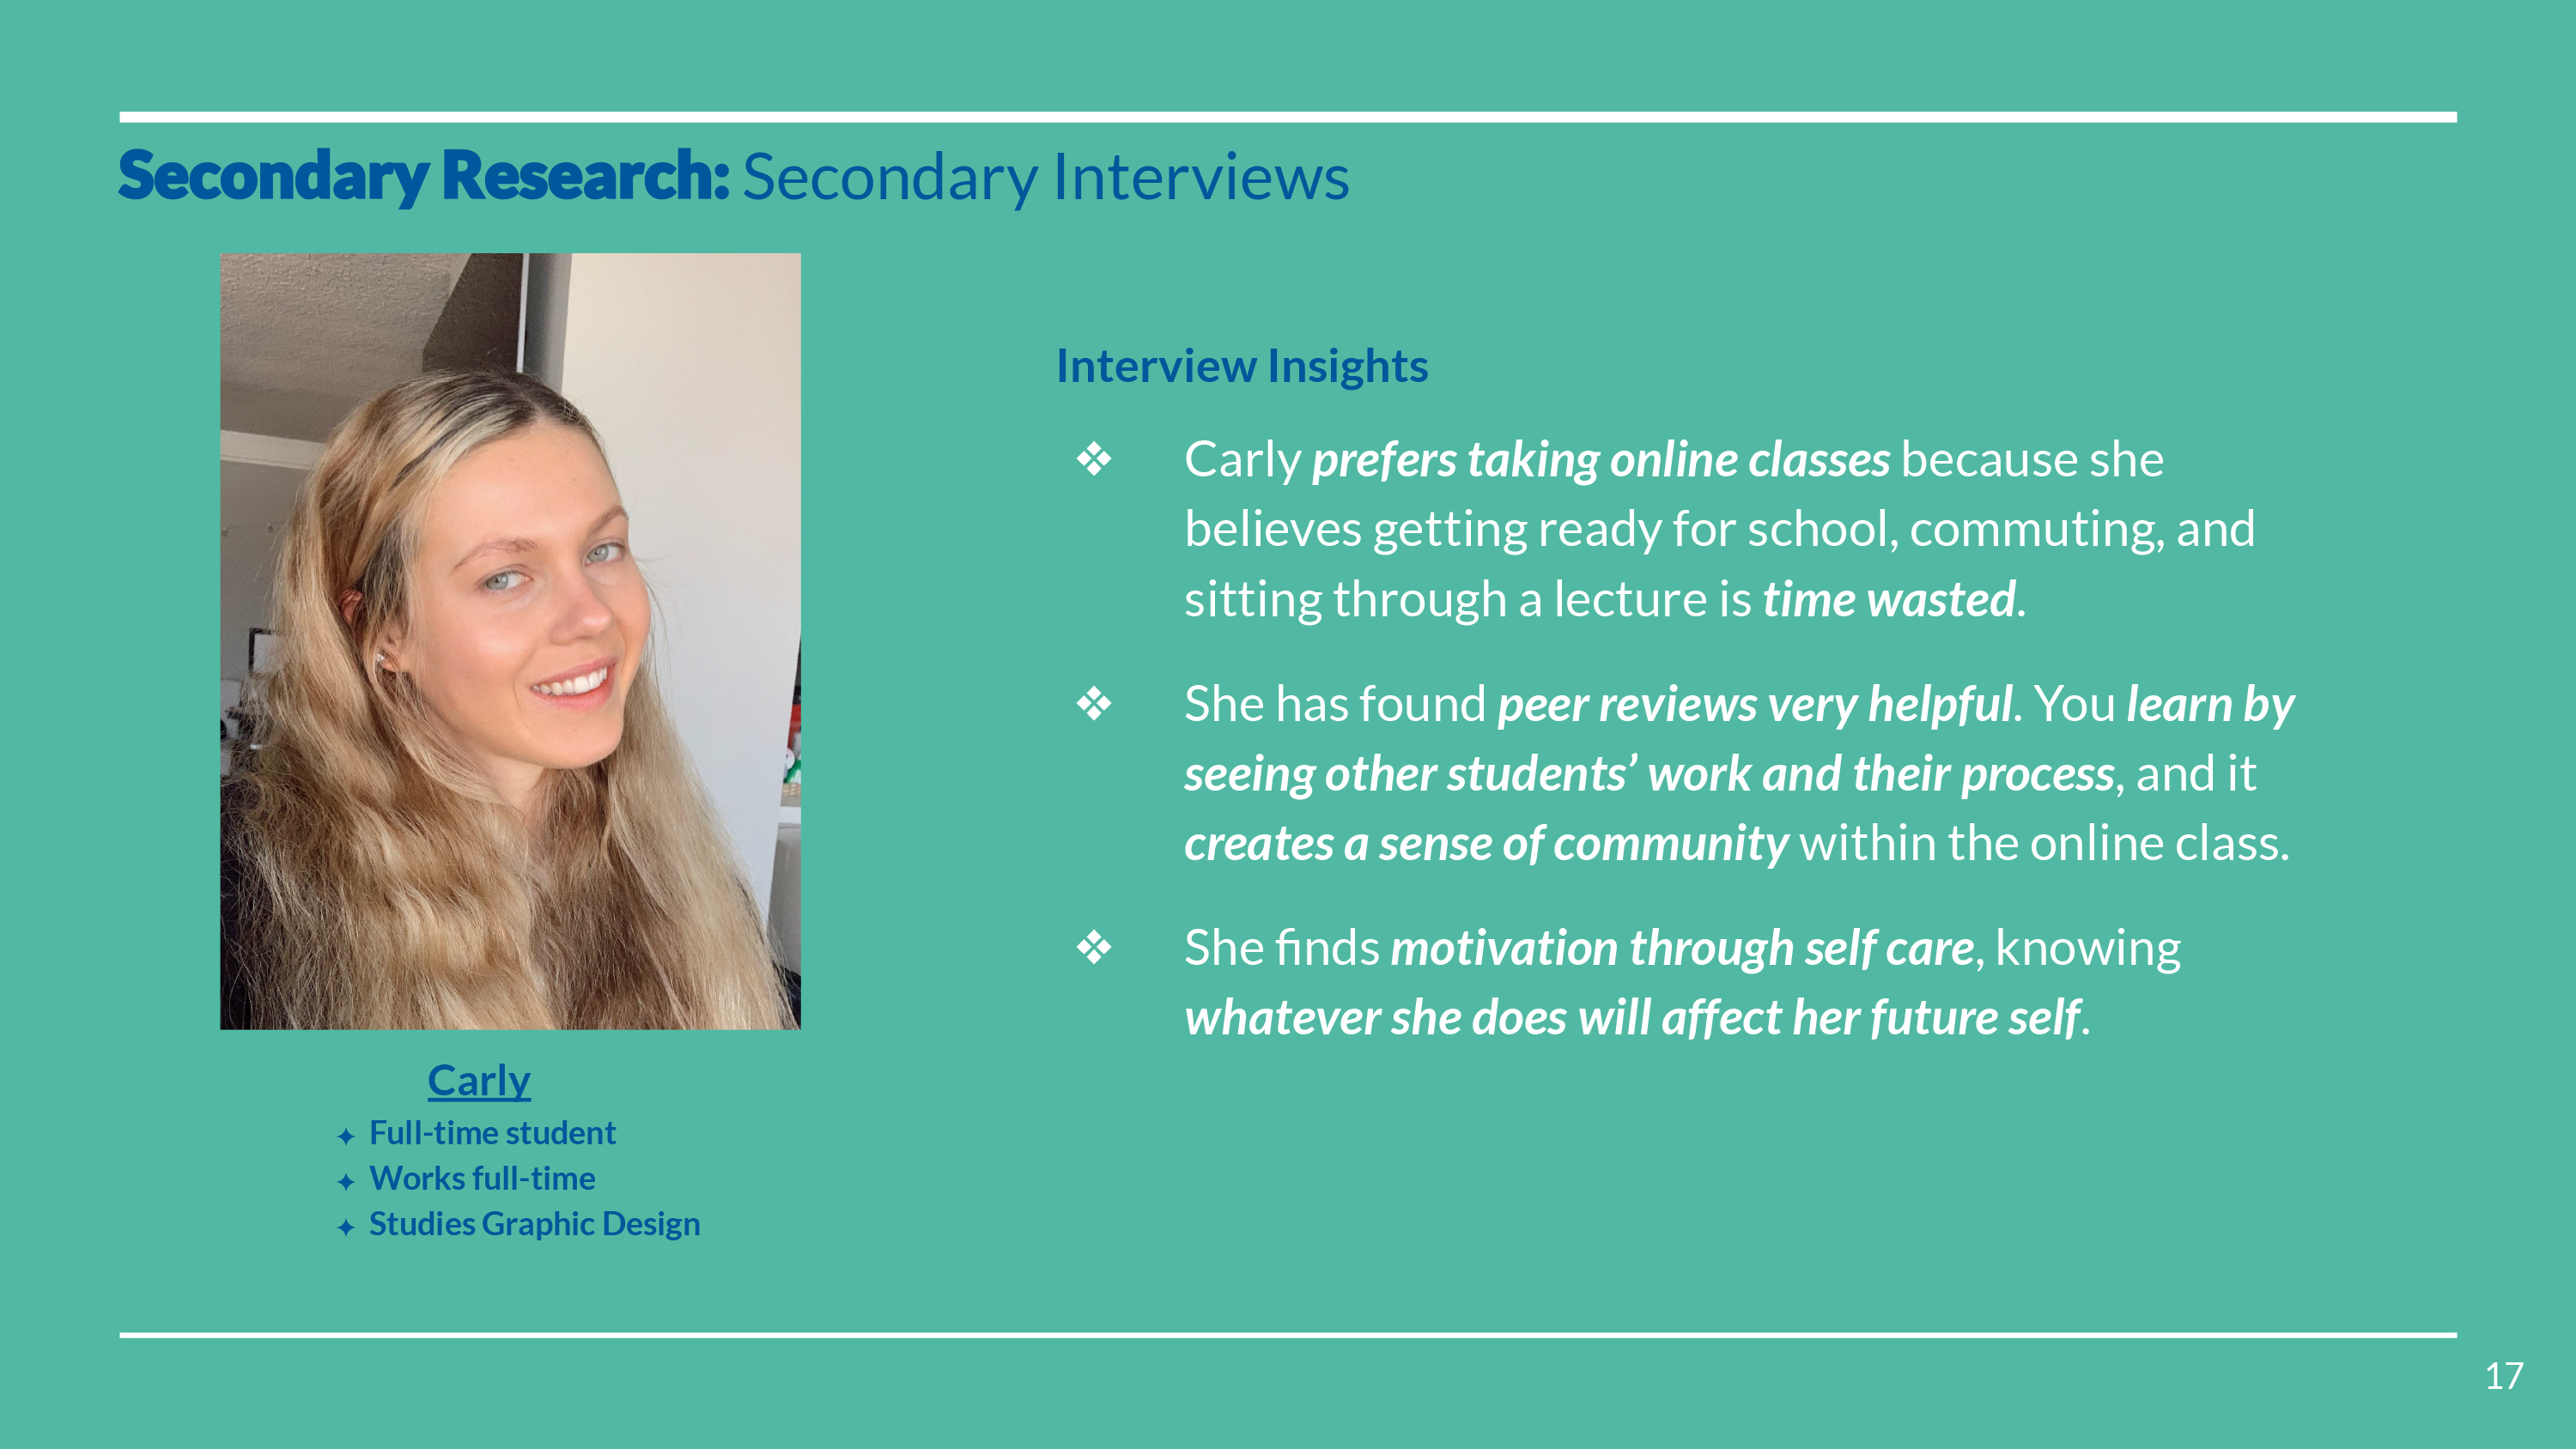 Secondary Research: Secondary Interviews
Carly
✦ Full-time student
✦ Works full-time
✦ Studies Graphic Design
Interview Insights
❖ Carly prefers taking online classes because she
believes getting ready for school, commuting, and
sitting through a lecture is time wasted.
❖ She has found peer reviews very helpful. You learn by
seeing other students’ work and their process, and it
creates a sense of community within the online class.
❖ She finds motivation through self care, knowing
whatever she does will affect her future self.
17